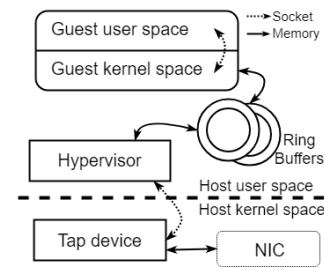 Guest user space
Socket
Memory
Guest kernel space
Ring
Buffers
Hypervisor
Host user space
Host kernel space
Tap device
NIC